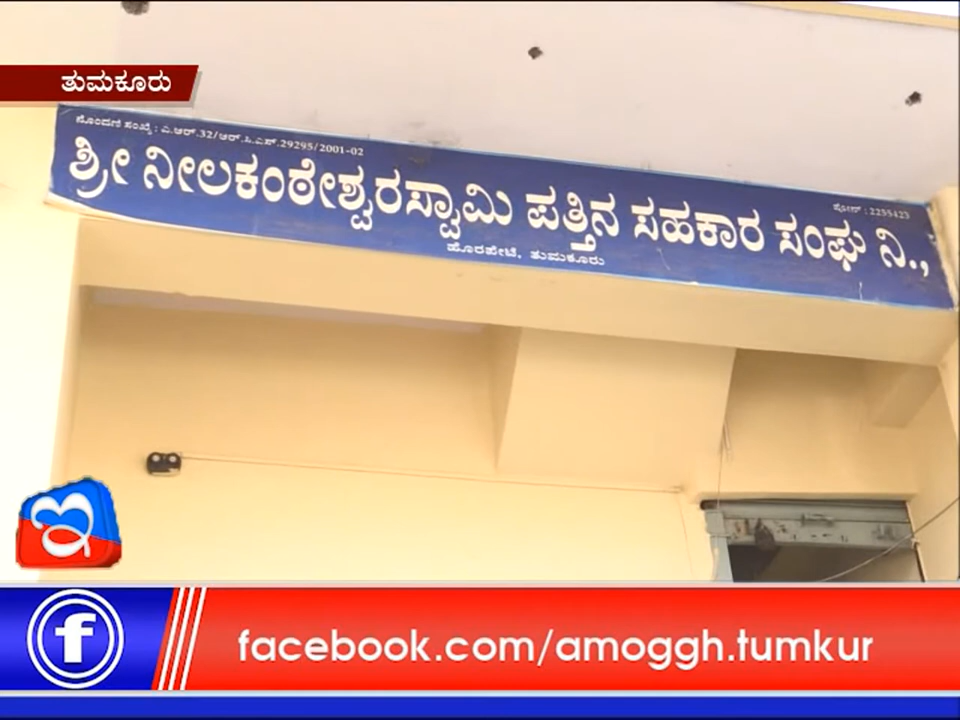 ತುಮಕೂರು
ನೊಂದಣಿ ಸಂಖ್ಯೆ : ಎ.ಆರ್.32/ಆರ್.ಸಿ.ಎಸ್.29295/2001-02
ಫೋನ್ : 2255423
ಶ್ರೀ ನೀಲಕಂಠೇಶ್ವರಸ್ವಾಮಿ ಪತ್ತಿನ ಸಹಕಾರ ಸಂಘ ನಿ.,
ಹೊರಪೇಟೆ, ತುಮಕೂರು
ಇ
f facebook.com/amoggh.tumkur